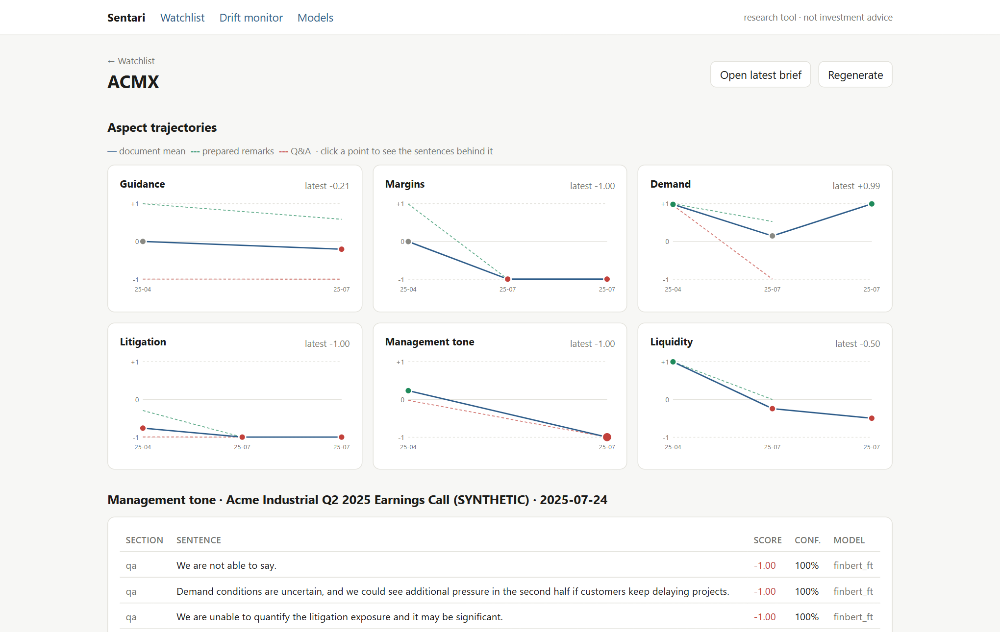 Sentari Watchlist Drift monitor Models research tool · not investment advice
← Watchlist
ACMX
Open latest brief Regenerate
Aspect trajectories
— document mean --- prepared remarks --- Q&A · click a point to see the sentences behind it
Guidance latest -0.21
+1
0
-1
25-04 25-07
Margins latest -1.00
+1
0
-1
25-04 25-07 25-07
Demand latest +0.99
+1
0
-1
25-04 25-07 25-07
Litigation latest -1.00
+1
0
-1
25-04 25-07 25-07
Management tone latest -1.00
+1
0
-1
25-04 25-07
Liquidity latest -0.50
+1
0
-1
25-04 25-07 25-07
Management tone · Acme Industrial Q2 2025 Earnings Call (SYNTHETIC) · 2025-07-24
SECTION SENTENCE SCORE CONF. MODEL
qa We are not able to say. -1.00 100% finbert_ft
qa Demand conditions are uncertain, and we could see additional pressure in the second half if customers keep delaying projects. -1.00 100% finbert_ft
qa We are unable to quantify the litigation exposure and it may be significant. -1.00 100% finbert_ft